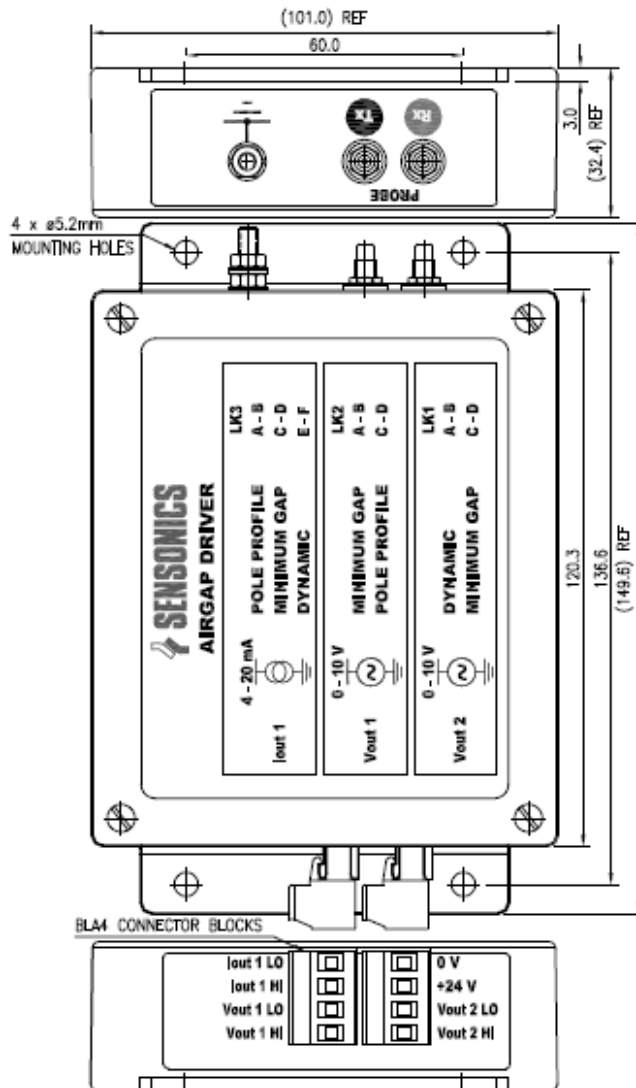 (101.0) REF
60.0
3.0
(32.4) REF
Tx
Rx
PROBE
4 x ø5.2mm
MOUNTING HOLES
SENSONICS
AIRGAP DRIVER
LK3
A - B
C - D
E - F
POLE PROFILE
MINIMUM GAP
DYNAMIC
4 - 20 mA
Iout 1
LK2
A - B
C - D
MINIMUM GAP
POLE PROFILE
0 - 10 V
Vout 1
LK1
A - B
C - D
DYNAMIC
MINIMUM GAP
0 - 10 V
Vout 2
120.3
136.6
(149.6) REF
BLA4 CONNECTOR BLOCKS
Iout 1 LO
Iout 1 HI
Vout 1 LO
Vout 1 HI
0 V
+24 V
Vout 2 LO
Vout 2 HI